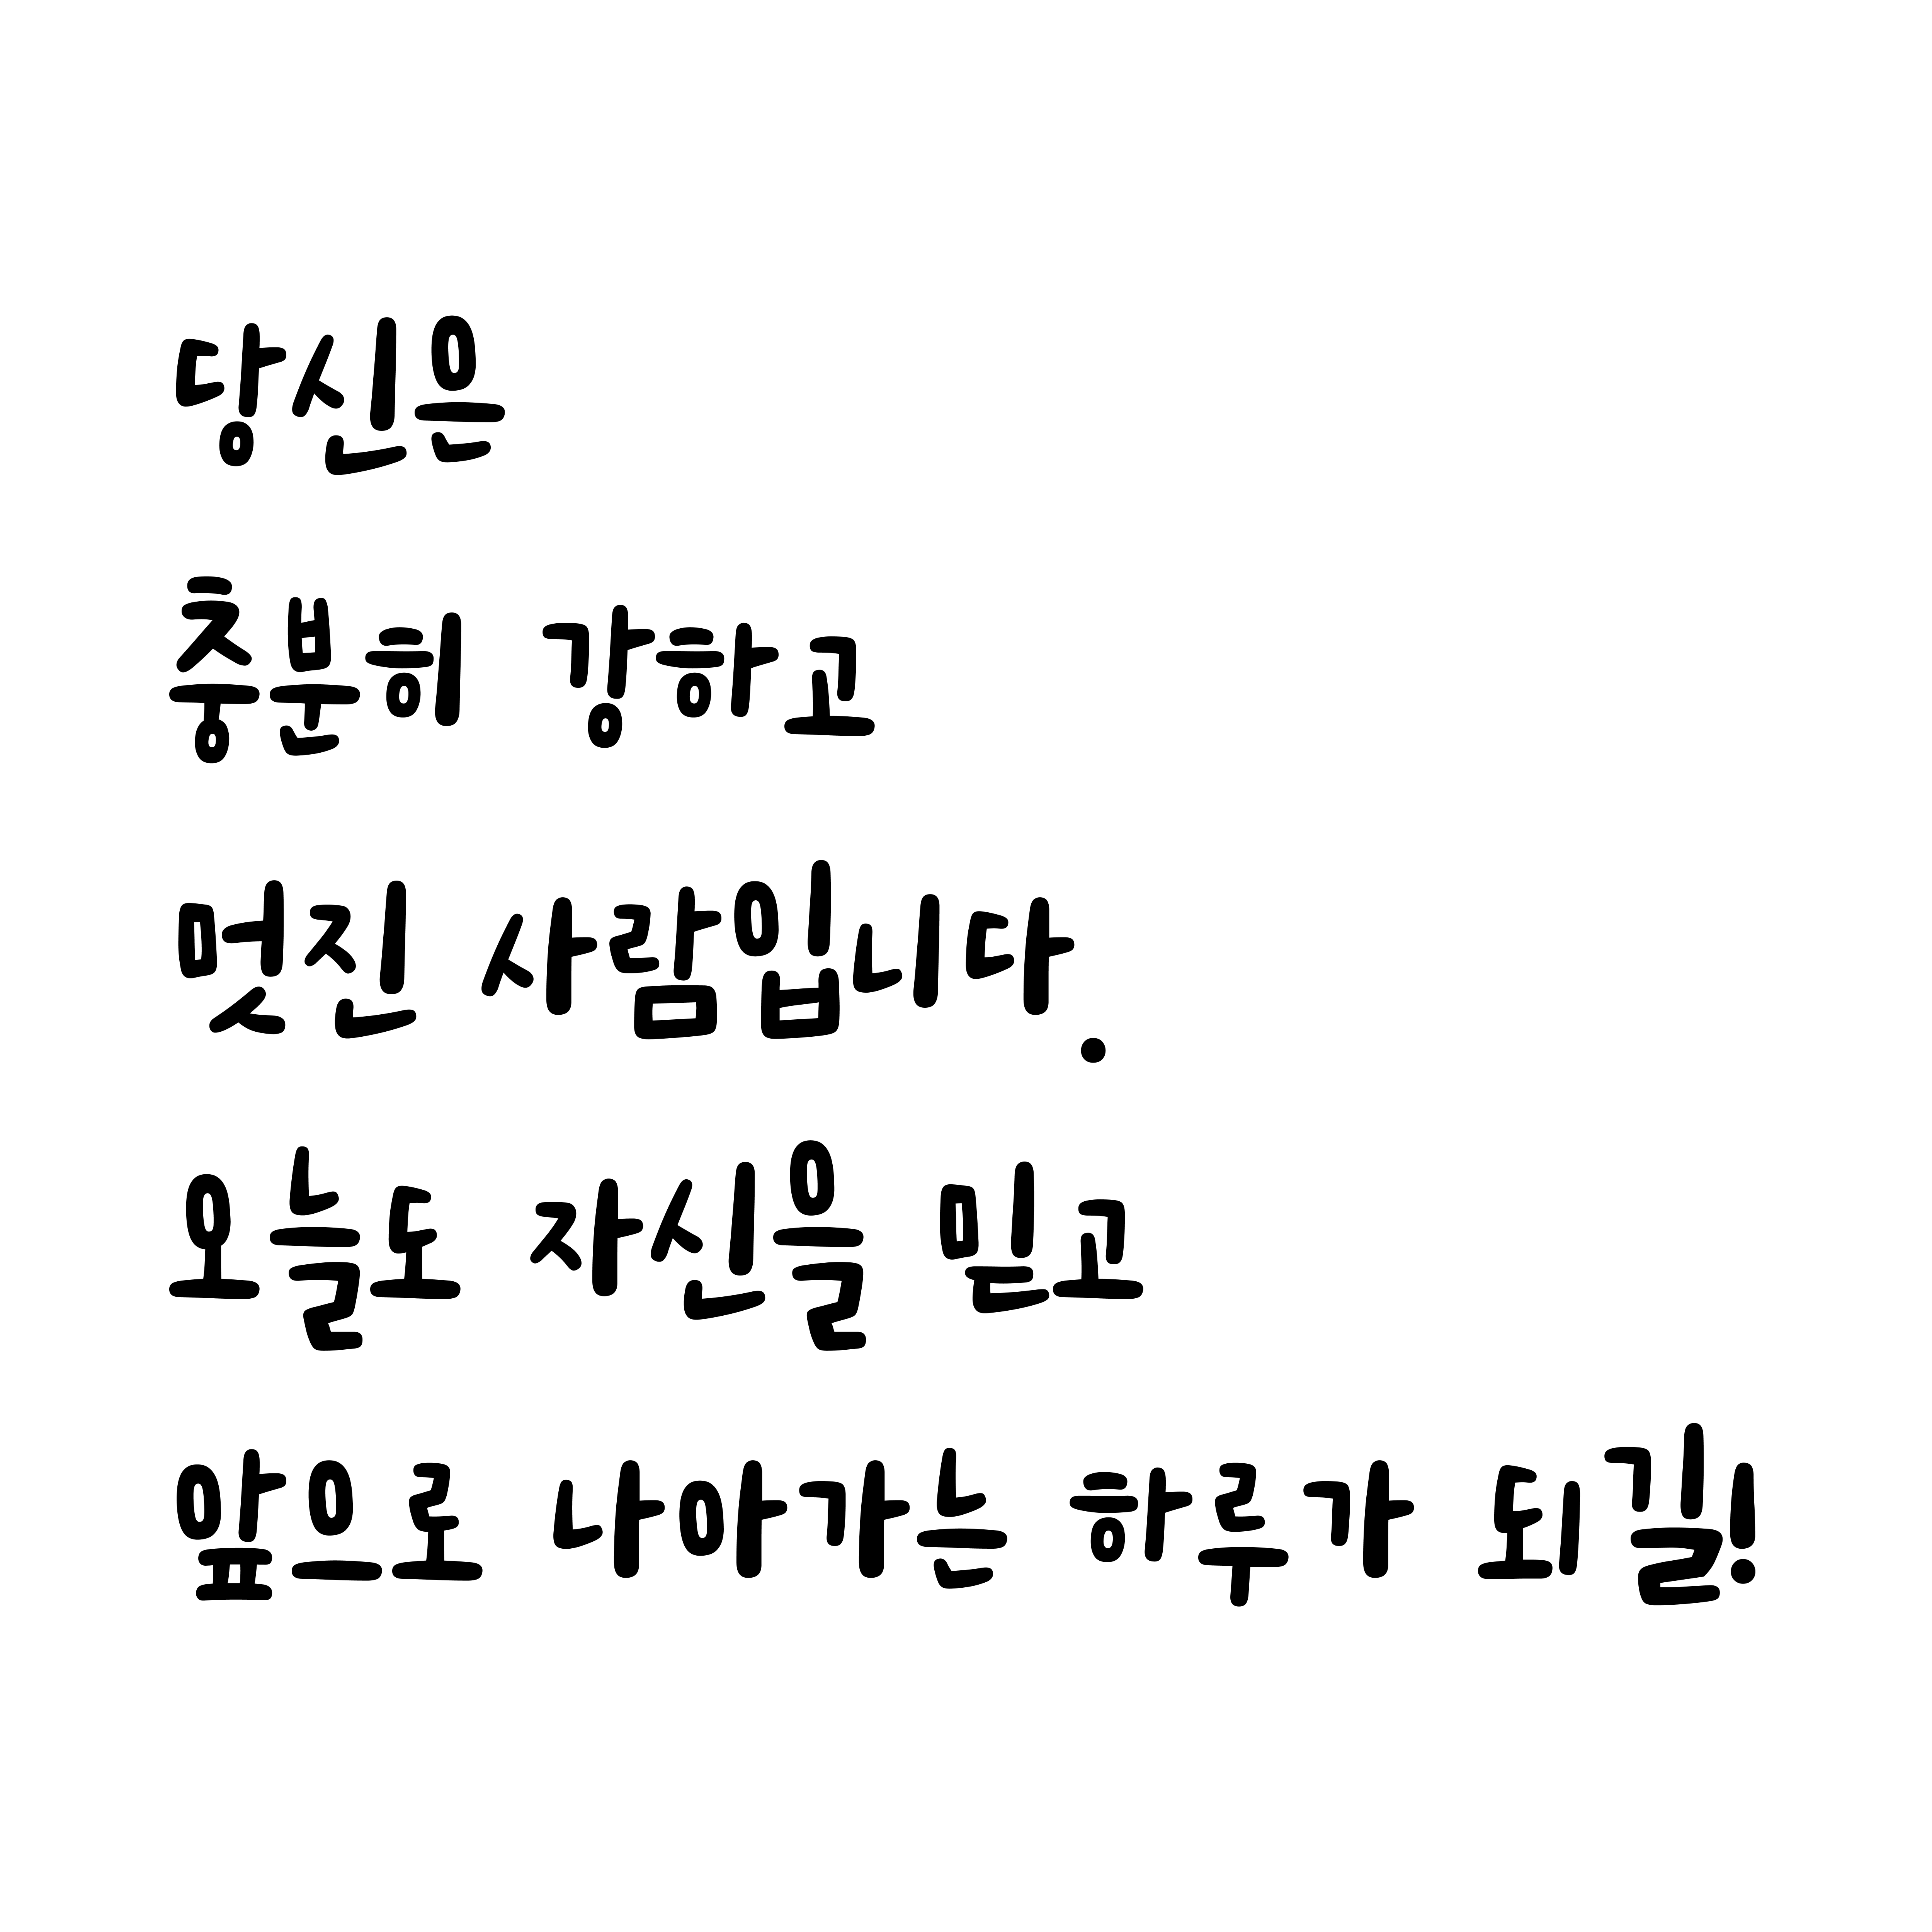 당신은
충분히 강하고
멋진 사람입니다.
오늘도 자신을 믿고
앞으로 나아가는 하루가 되길!